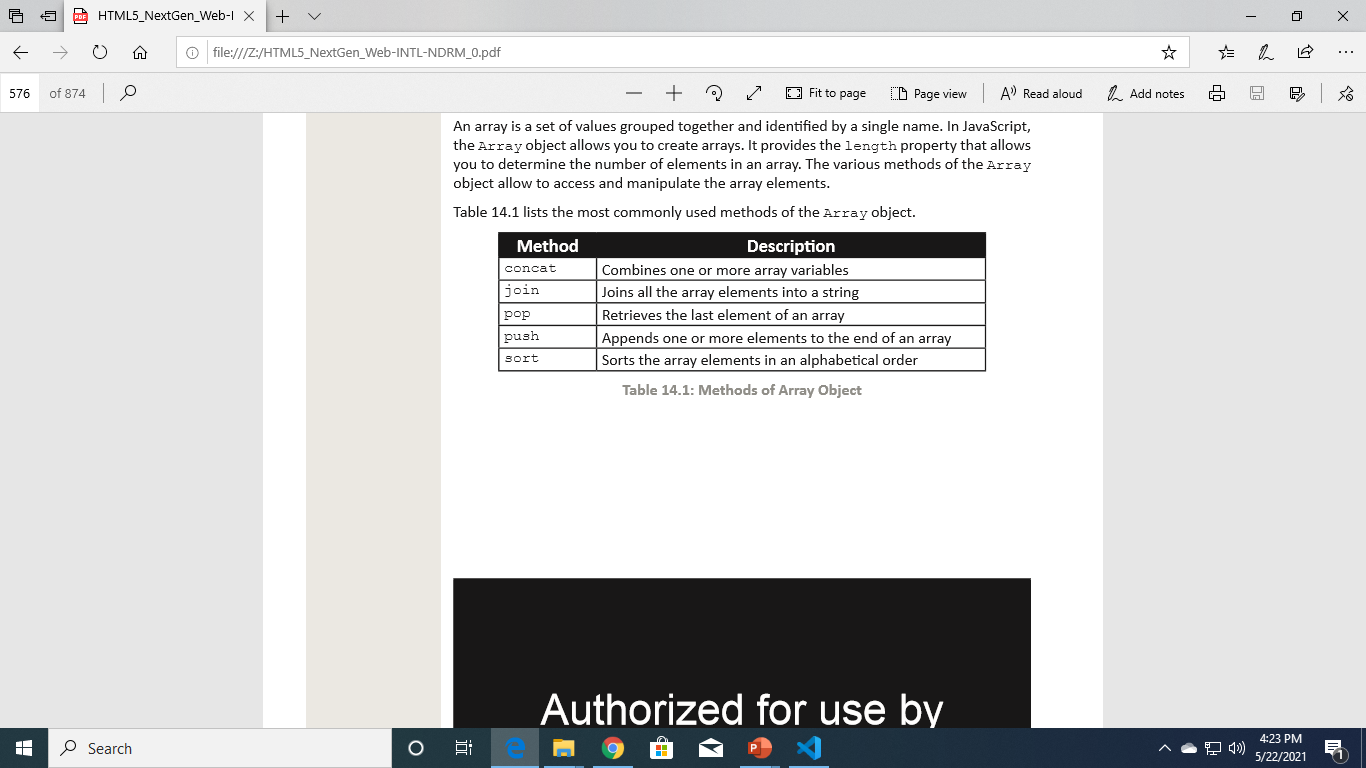 HTML5_NextGen_Web-I
file:///Z:/HTML5_NextGen_Web-INTL-NDRM_0.pdf
576 of 874
Fit to page
Page view
Read aloud
Add notes
An array is a set of values grouped together and identified by a single name. In JavaScript,
the Array object allows you to create arrays. It provides the length property that allows
you to determine the number of elements in an array. The various methods of the Array
object allow to access and manipulate the array elements.
Table 14.1 lists the most commonly used methods of the Array object.
Method Description
concat Combines one or more array variables
join Joins all the array elements into a string
pop Retrieves the last element of an array
push Appends one or more elements to the end of an array
sort Sorts the array elements in an alphabetical order
Table 14.1: Methods of Array Object
Authorized for use by
Search
4:23 PM
5/22/2021
1